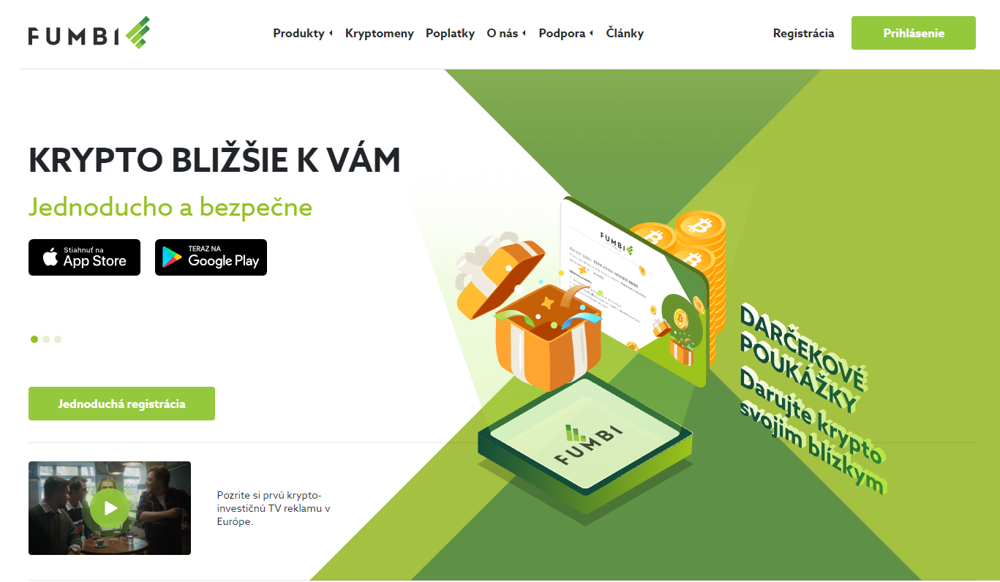 FUMBI
Produkty
Kryptomeny
Poplatky
O nás
Podpora
Články
Registrácia
Prihlásenie
KRYPTO BLIŽŠIE K VÁM
Jednoducho a bezpečne
Stiahnuť na
App Store
TERAZ NA
Google Play
FUMBI
DARČEKOVÉ
POUKÁŽKY
Darujte krypto
svojim blízkym
Jednoduchá registrácia
FUMBI
Pozrite si prvú krypto-
investičnú TV reklamu v
Európe.